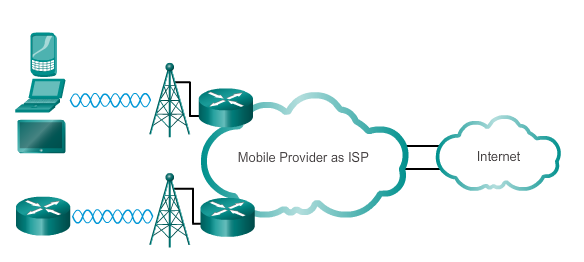 Mobile Provider as ISP
Internet